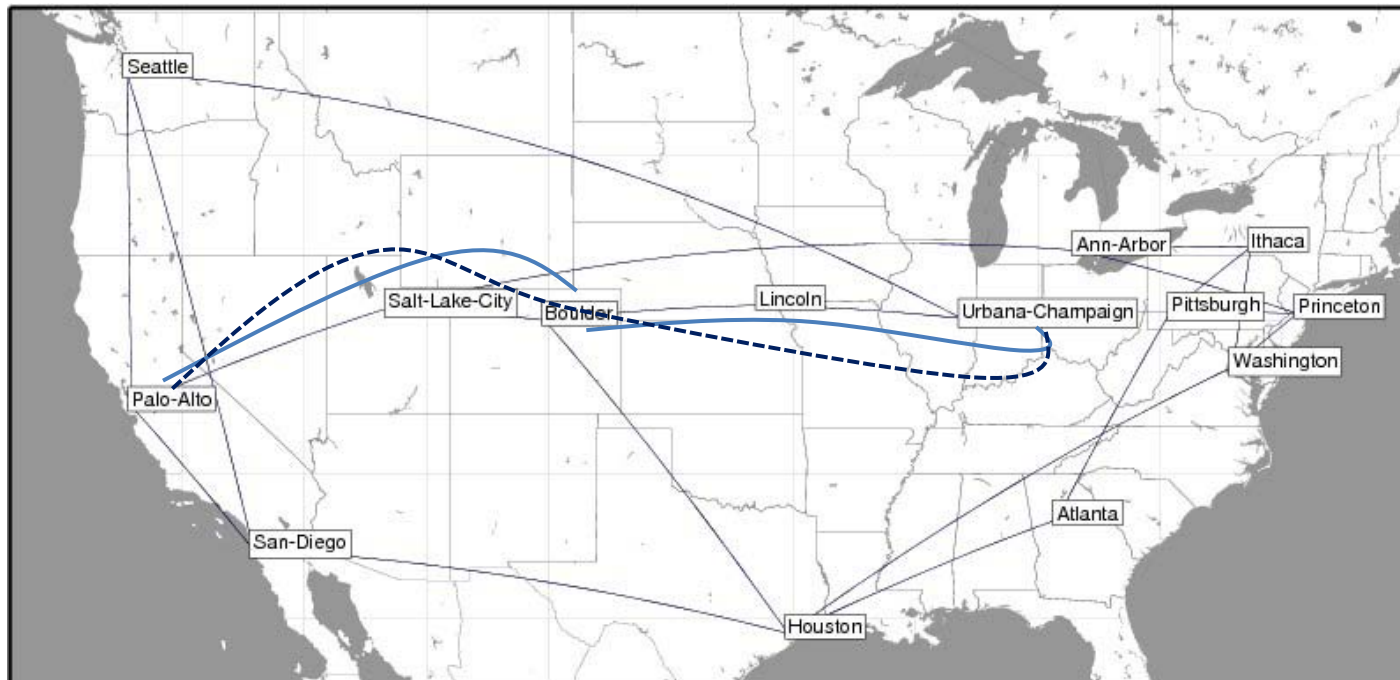 Seattle
Ann-Arbor
Ithaca
Salt-Lake-City
Lincoln
Boulder
Urbana-Champaign
Pittsburgh
Princeton
Washington
Palo-Alto
Atlanta
San-Diego
Houston